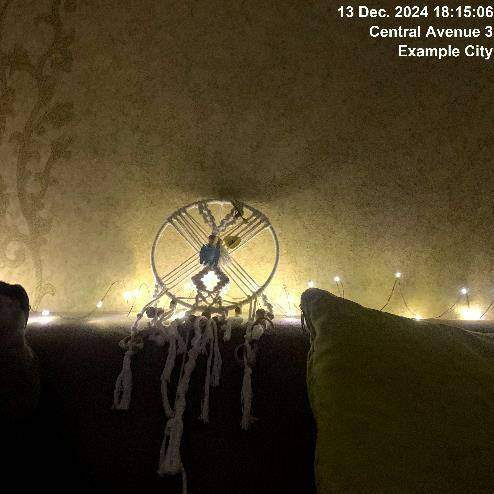 13 Dec. 2024 18:15:06
Central Avenue 3
Example City